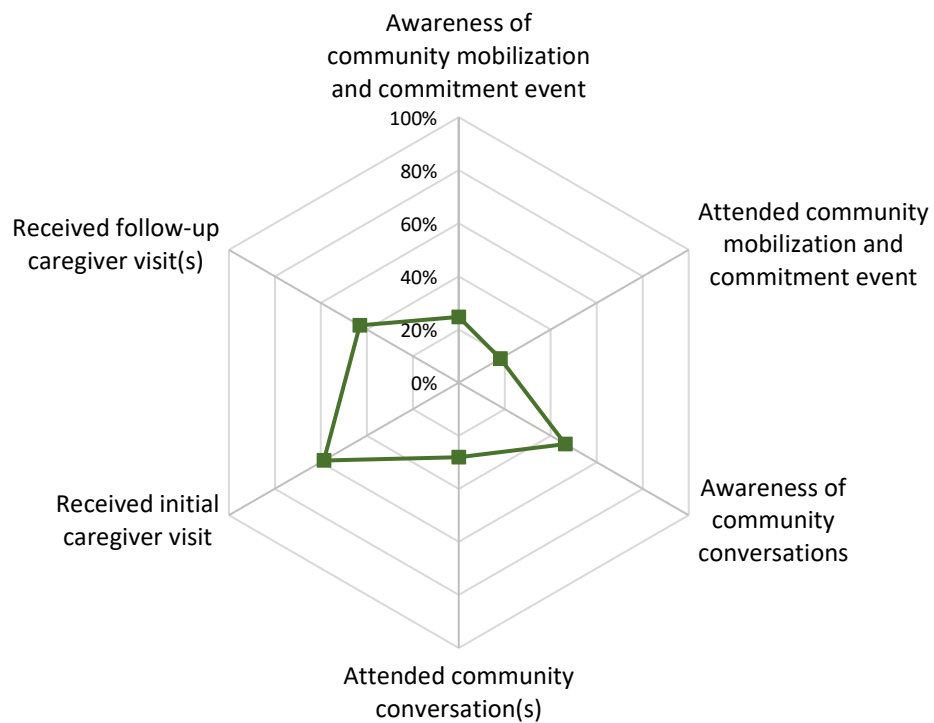 Awareness of
community mobilization
and commitment event
100%
80%
60%
40%
20%
0%
Attended community
mobilization and
commitment event
Awareness of
community
conversations
Attended community
conversation(s)
Received initial
caregiver visit
Received follow-up
caregiver visit(s)